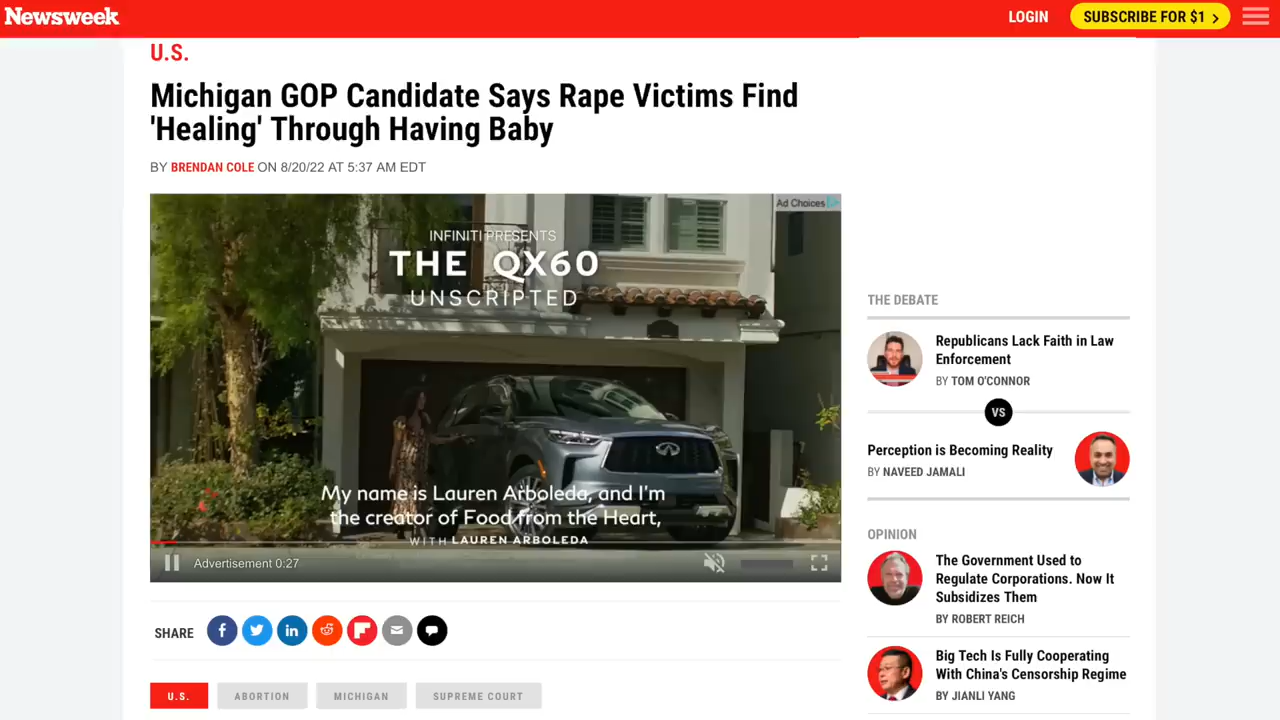 Newsweek
LOGIN
SUBSCRIBE FOR $1 >
U.S.
Michigan GOP Candidate Says Rape Victims Find
'Healing' Through Having Baby
BY BRENDAN COLE ON 8/20/22 AT 5:37 AM EDT
Ad Choices
INFINITI PRESENTS
THE QX60
UNSCRIPTED
My name is Lauren Arboleda, and I'm
the creator of Food from the Heart,
WITH LAUREN ARBOLEDA
Advertisement 0:27
SHARE
U.S.
ABORTION
MICHIGAN
SUPREME COURT
THE DEBATE
Republicans Lack Faith in Law
Enforcement
BY TOM O'CONNOR
VS
Perception is Becoming Reality
BY NAVEED JAMALI
OPINION
The Government Used to
Regulate Corporations. Now It
Subsidizes Them
BY ROBERT REICH
Big Tech Is Fully Cooperating
With China's Censorship Regime
BY JIANLI YANG